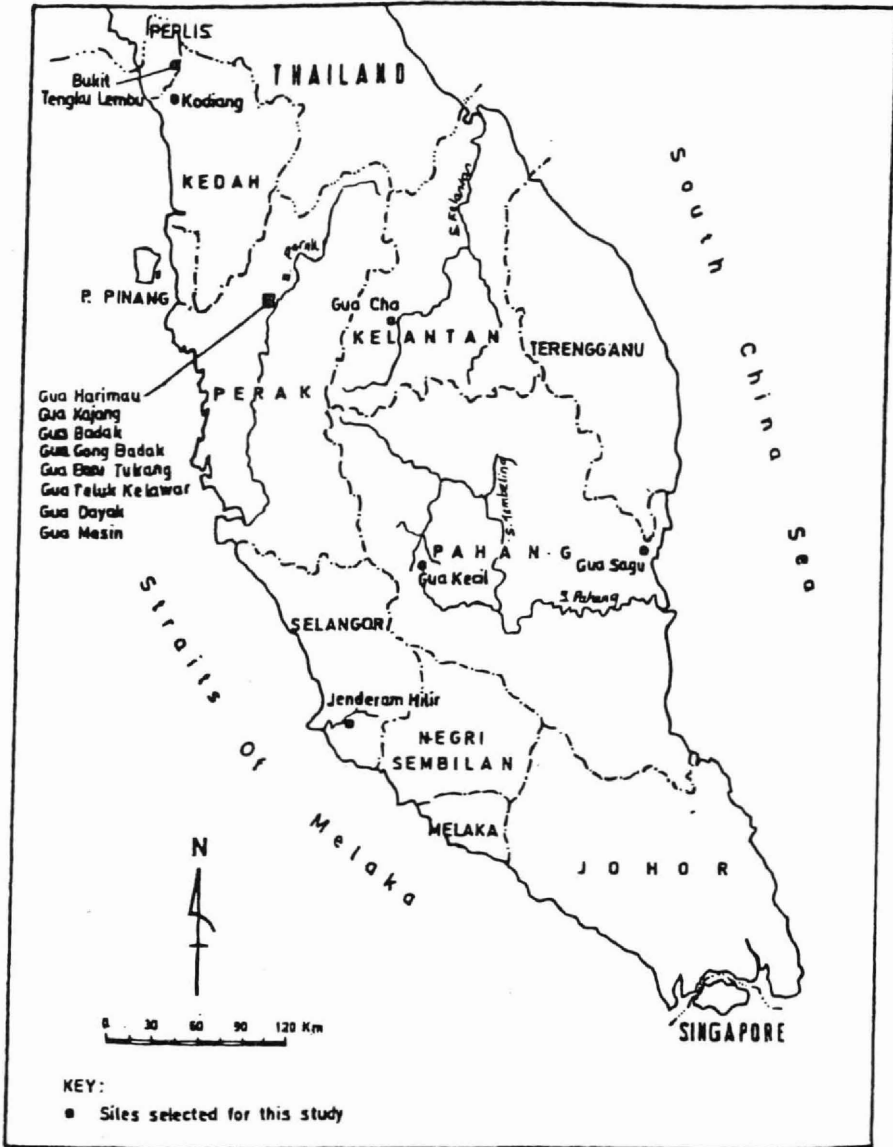 PERLIS
THAILAND
Bukit
Tengku Lembu
Kodiang
KEDAH
S. Kelantan
South China Sea
P. PINANG
Gua Cha
KELANTAN
TERENGGANU
PERAK
Gua Harimau
Gua Kajang
Gua Badak
Gua Gong Badak
Gua Batu Tukang
Gua Teluk Kelawar
Gua Dayak
Gua Mesin
S. Tembeling
PAHANG
Gua Sagu
Gua Kecil
S. Pahang
Straits Of Melaka
SELANGOR
Jenderam Hilir
NEGRI
SEMBILAN
MELAKA
JOHOR
N
0 30 60 90 120 Km
SINGAPORE
KEY:
Sites selected for this study